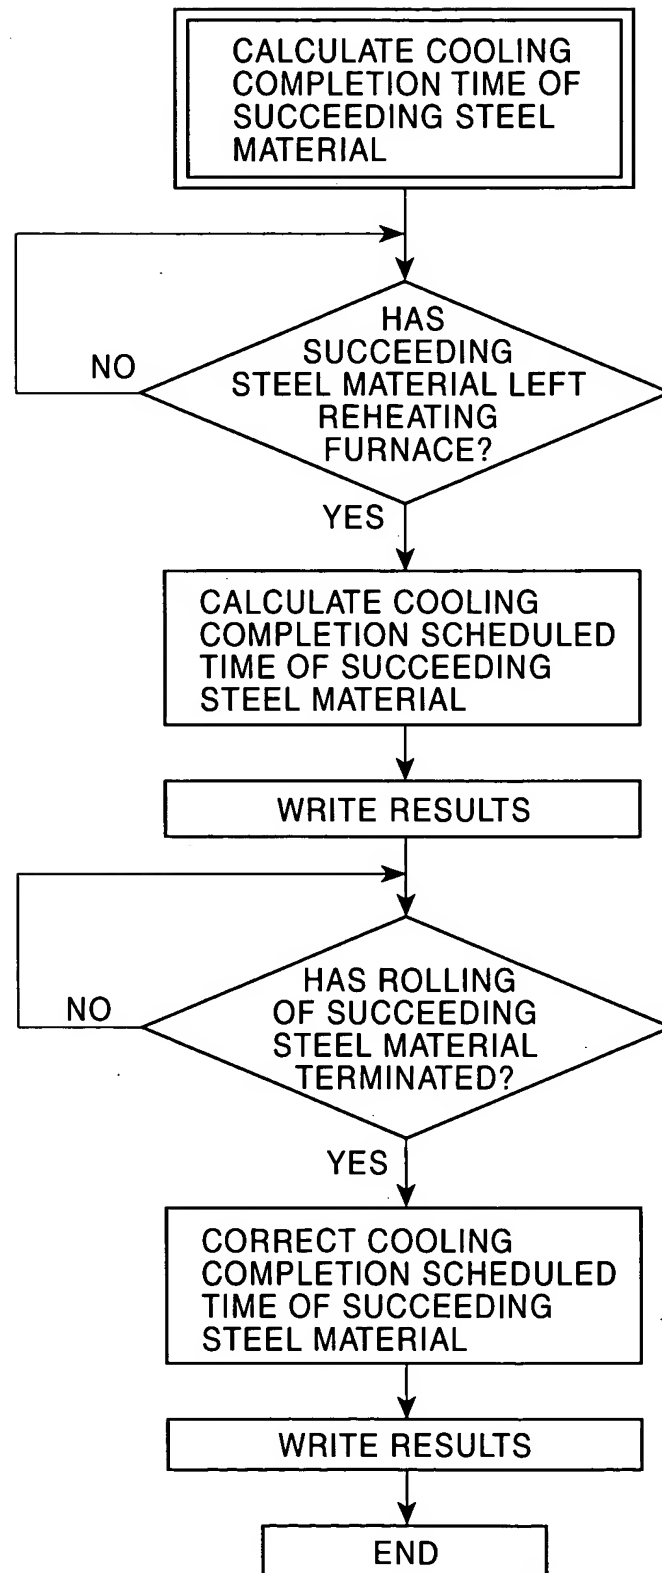 CALCULATE COOLING
COMPLETION TIME OF
SUCCEEDING STEEL
MATERIAL
HAS
SUCCEEDING
STEEL MATERIAL LEFT
REHEATING
FURNACE?
NO
YES
CALCULATE COOLING
COMPLETION SCHEDULED
TIME OF SUCCEEDING
STEEL MATERIAL
WRITE RESULTS
HAS ROLLING
OF SUCCEEDING
STEEL MATERIAL
TERMINATED?
NO
YES
CORRECT COOLING
COMPLETION SCHEDULED
TIME OF SUCCEEDING
STEEL MATERIAL
WRITE RESULTS
END